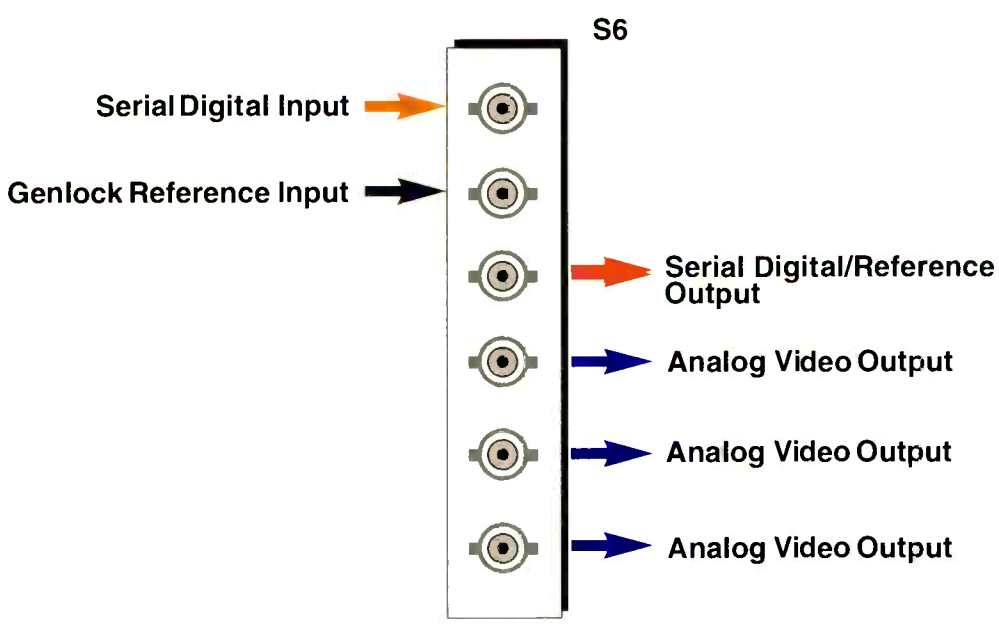 S6
Serial Digital Input
Genlock Reference Input
Serial Digital/Reference
Output
Analog Video Output
Analog Video Output
Analog Video Output